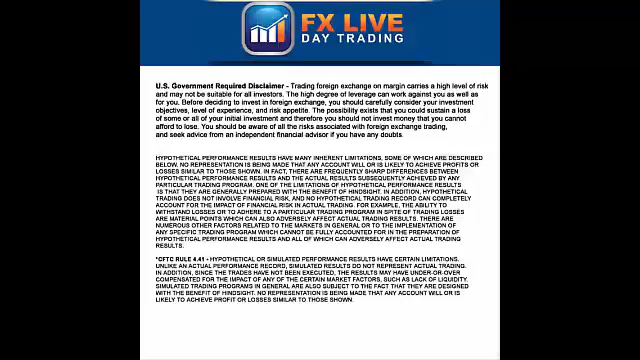 FX LIVE
DAY TRADING
U.S. Government Required Disclaimer - Trading foreign exchange on margin carries a high level of risk
and may not be suitable for all investors. The high degree of leverage can work against you as well as
for you. Before deciding to invest in foreign exchange, you should carefully consider your investment
objectives, level of experience, and risk appetite. The possibility exists that you could sustain a loss
of some or all of your initial investment and therefore you should not invest money that you cannot
afford to lose. You should be aware of all the risks associated with foreign exchange trading,
and seek advice from an independent financial advisor if you have any doubts.
HYPOTHETICAL PERFORMANCE RESULTS HAVE MANY INHERENT LIMITATIONS, SOME OF WHICH ARE DESCRIBED
BELOW. NO REPRESENTATION IS BEING MADE THAT ANY ACCOUNT WILL OR IS LIKELY TO ACHIEVE PROFITS OR
LOSSES SIMILAR TO THOSE SHOWN. IN FACT, THERE ARE FREQUENTLY SHARP DIFFERENCES BETWEEN
HYPOTHETICAL PERFORMANCE RESULTS AND THE ACTUAL RESULTS SUBSEQUENTLY ACHIEVED BY ANY
PARTICULAR TRADING PROGRAM. ONE OF THE LIMITATIONS OF HYPOTHETICAL PERFORMANCE RESULTS
IS THAT THEY ARE GENERALLY PREPARED WITH THE BENEFIT OF HINDSIGHT. IN ADDITION, HYPOTHETICAL
TRADING DOES NOT INVOLVE FINANCIAL RISK, AND NO HYPOTHETICAL TRADING RECORD CAN COMPLETELY
ACCOUNT FOR THE IMPACT OF FINANCIAL RISK IN ACTUAL TRADING. FOR EXAMPLE, THE ABILITY TO
WITHSTAND LOSSES OR TO ADHERE TO A PARTICULAR TRADING PROGRAM IN SPITE OF TRADING LOSSES
ARE MATERIAL POINTS WHICH CAN ALSO ADVERSELY AFFECT ACTUAL TRADING RESULTS. THERE ARE
NUMEROUS OTHER FACTORS RELATED TO THE MARKETS IN GENERAL OR TO THE IMPLEMENTATION OF
ANY SPECIFIC TRADING PROGRAM WHICH CANNOT BE FULLY ACCOUNTED FOR IN THE PREPARATION OF
HYPOTHETICAL PERFORMANCE RESULTS AND ALL OF WHICH CAN ADVERSELY AFFECT ACTUAL TRADING
RESULTS.
*CFTC RULE 4.41 - HYPOTHETICAL OR SIMULATED PERFORMANCE RESULTS HAVE CERTAIN LIMITATIONS.
UNLIKE AN ACTUAL PERFORMANCE RECORD, SIMULATED RESULTS DO NOT REPRESENT ACTUAL TRADING.
IN ADDITION, SINCE THE TRADES HAVE NOT BEEN EXECUTED, THE RESULTS MAY HAVE UNDER-OR-OVER
COMPENSATED FOR THE IMPACT OF ANY OF CERTAIN MARKET FACTORS, SUCH AS LACK OF LIQUIDITY.
SIMULATED TRADING PROGRAMS IN GENERAL ARE ALSO SUBJECT TO THE FACT THAT THEY ARE DESIGNED
WITH THE BENEFIT OF HINDSIGHT. NO REPRESENTATION IS BEING MADE THAT ANY ACCOUNT WILL OR IS
LIKELY TO ACHIEVE PROFIT OR LOSSES SIMILAR TO THOSE SHOWN.